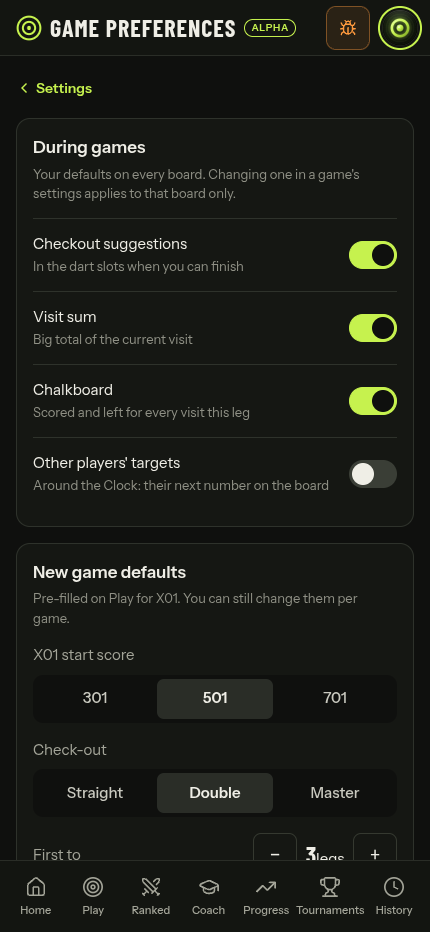 GAME PREFERENCES ALPHA
Settings
During games
Your defaults on every board. Changing one in a game's
settings applies to that board only.
Checkout suggestions
In the dart slots when you can finish
Visit sum
Big total of the current visit
Chalkboard
Scored and left for every visit this leg
Other players' targets
Around the Clock: their next number on the board
New game defaults
Pre-filled on Play for X01. You can still change them per
game.
X01 start score
301 501 701
Check-out
Straight Double Master
First to − 3 legs +
Home Play Ranked Coach Progress Tournaments History